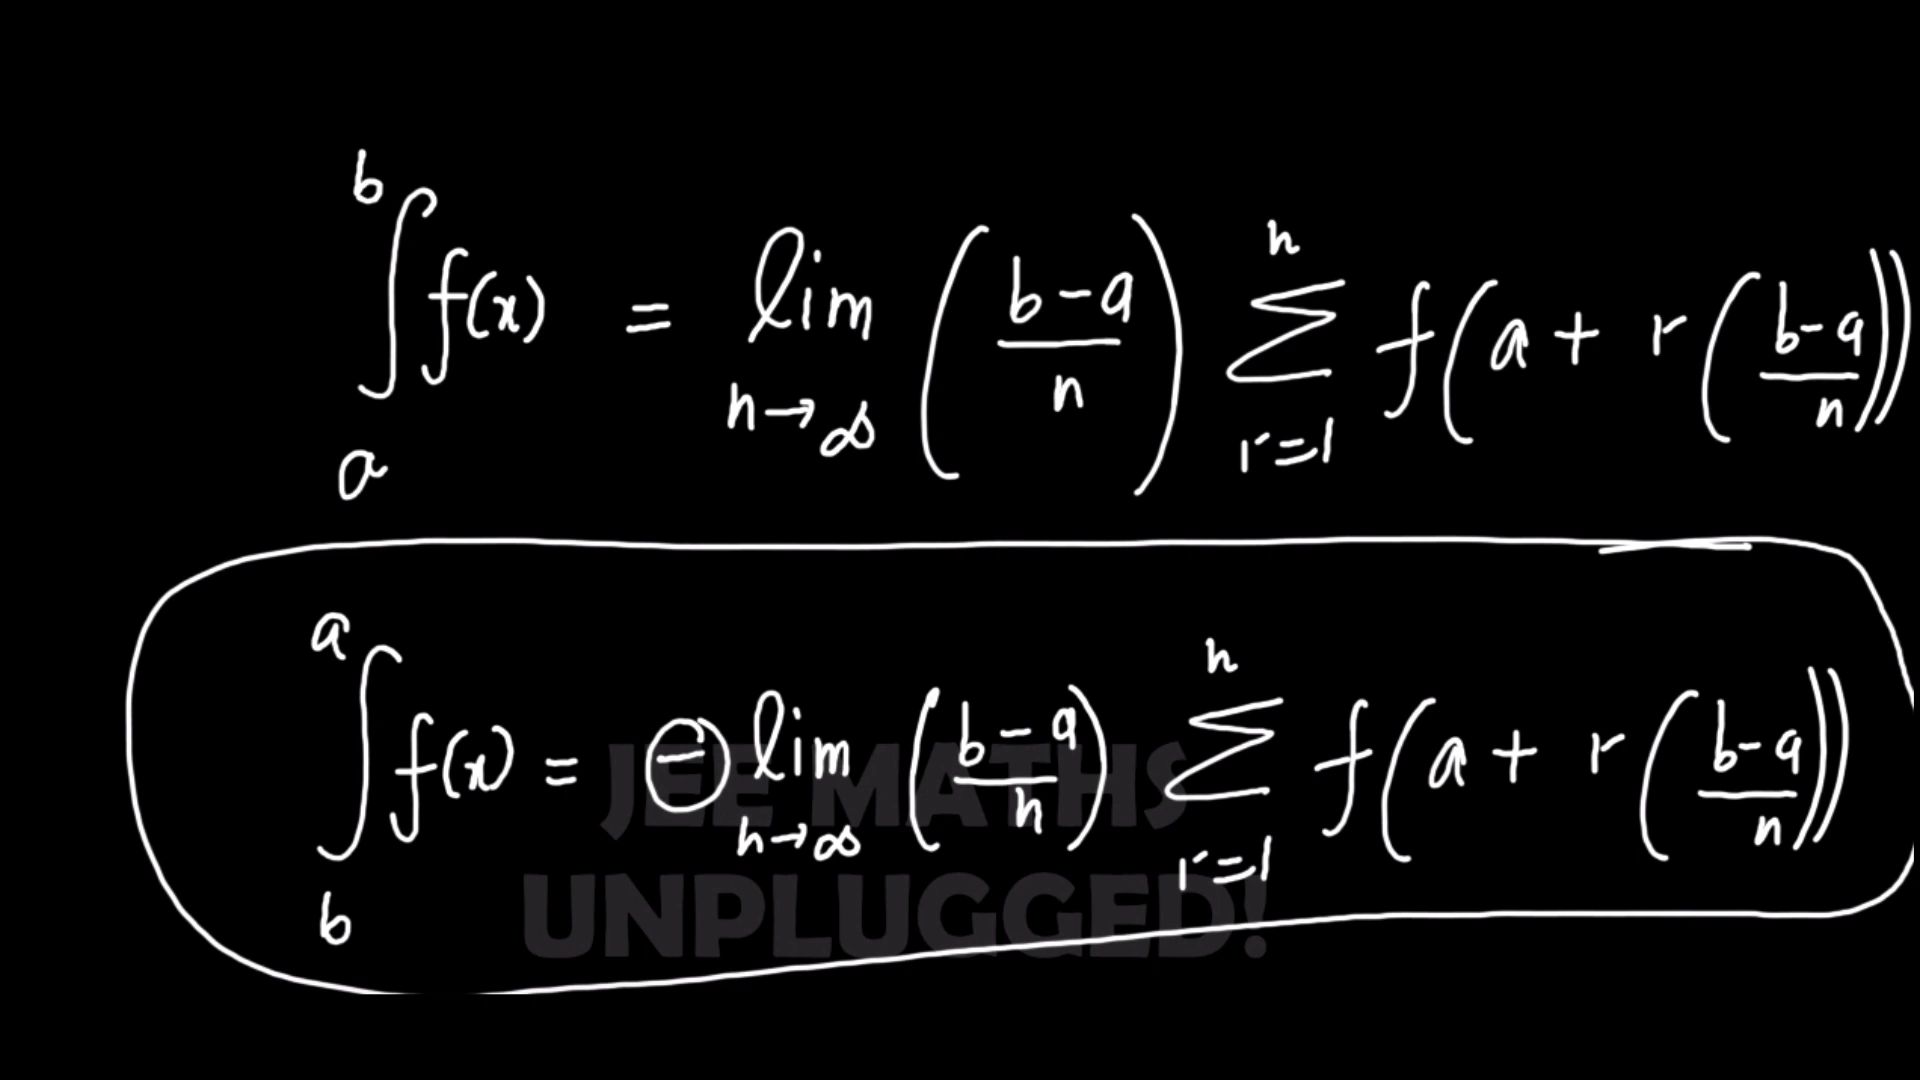 ∫_a^b f(x) = lim_{n→∞} ((b-a)/n) Σ_{r=1}^n f(a + r((b-a)/n))
∫_b^a f(x) = ⊖ lim_{n→∞} ((b-a)/n) Σ_{r=1}^n f(a + r((b-a)/n))
JEE MATHS
UNPLUGGED!